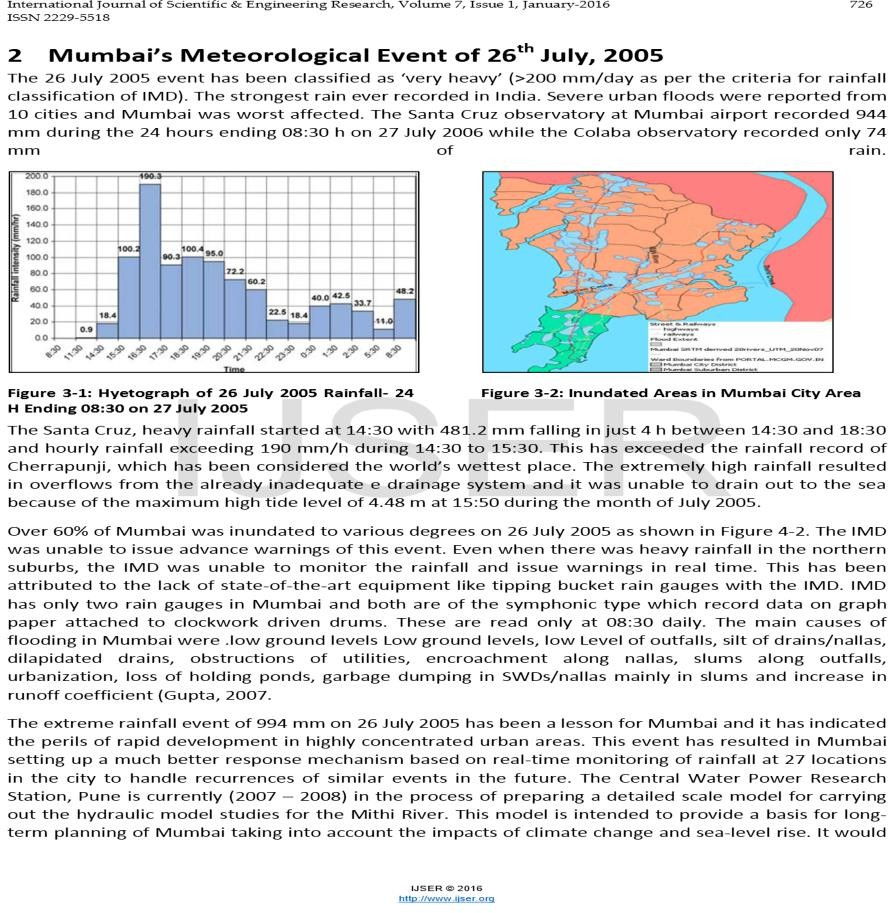 International Journal of Scientific & Engineering Research, Volume 7, Issue 1, January-2016 726
ISSN 2229-5518
2 Mumbai's Meteorological Event of 26th July, 2005
The 26 July 2005 event has been classified as 'very heavy' (>200 mm/day as per the criteria for rainfall
classification of IMD). The strongest rain ever recorded in India. Severe urban floods were reported from
10 cities and Mumbai was worst affected. The Santa Cruz observatory at Mumbai airport recorded 944
mm during the 24 hours ending 08:30 h on 27 July 2006 while the Colaba observatory recorded only 74
mm of rain.
Rainfall intensity (mm/hr)
200.0
180.0
160.0
140.0
120.0
100.0
80.0
60.0
40.0
20.0
0.0
0.9
18.4
100.2
190.3
90.3
100.4
95.0
72.2
60.2
22.5
18.4
40.0
42.5
33.7
11.0
48.2
8:30
11:30
14:30
15:30
16:30
17:30
18:30
19:30
20:30
21:30
22:30
23:30
0:30
1:30
2:30
5:30
8:30
Time
Street & Railways
highways
railways
Flood Extent
Mumbai SRTM derived 28rivers_UTM_20Nov07
Ward Boundaries from PORTAL.MCGM.GOV.IN
Mumbai City District
Mumbai Suburban District
Figure 3-1: Hyetograph of 26 July 2005 Rainfall- 24
H Ending 08:30 on 27 July 2005
Figure 3-2: Inundated Areas in Mumbai City Area
IJSER
The Santa Cruz, heavy rainfall started at 14:30 with 481.2 mm falling in just 4 h between 14:30 and 18:30
and hourly rainfall exceeding 190 mm/h during 14:30 to 15:30. This has exceeded the rainfall record of
Cherrapunji, which has been considered the world's wettest place. The extremely high rainfall resulted
in overflows from the already inadequate e drainage system and it was unable to drain out to the sea
because of the maximum high tide level of 4.48 m at 15:50 during the month of July 2005.
Over 60% of Mumbai was inundated to various degrees on 26 July 2005 as shown in Figure 4-2. The IMD
was unable to issue advance warnings of this event. Even when there was heavy rainfall in the northern
suburbs, the IMD was unable to monitor the rainfall and issue warnings in real time. This has been
attributed to the lack of state-of-the-art equipment like tipping bucket rain gauges with the IMD. IMD
has only two rain gauges in Mumbai and both are of the symphonic type which record data on graph
paper attached to clockwork driven drums. These are read only at 08:30 daily. The main causes of
flooding in Mumbai were .low ground levels Low ground levels, low Level of outfalls, silt of drains/nallas,
dilapidated drains, obstructions of utilities, encroachment along nallas, slums along outfalls,
urbanization, loss of holding ponds, garbage dumping in SWDs/nallas mainly in slums and increase in
runoff coefficient (Gupta, 2007.
The extreme rainfall event of 994 mm on 26 July 2005 has been a lesson for Mumbai and it has indicated
the perils of rapid development in highly concentrated urban areas. This event has resulted in Mumbai
setting up a much better response mechanism based on real-time monitoring of rainfall at 27 locations
in the city to handle recurrences of similar events in the future. The Central Water Power Research
Station, Pune is currently (2007 – 2008) in the process of preparing a detailed scale model for carrying
out the hydraulic model studies for the Mithi River. This model is intended to provide a basis for long-
term planning of Mumbai taking into account the impacts of climate change and sea-level rise. It would
IJSER © 2016
http://www.ijser.org